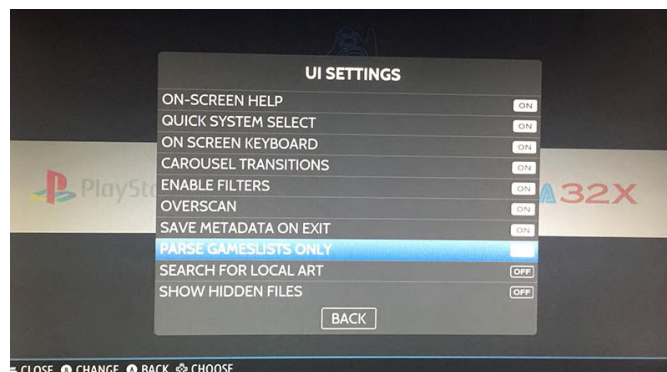 UI SETTINGS
ON-SCREEN HELP ON
QUICK SYSTEM SELECT ON
ON SCREEN KEYBOARD ON
CAROUSEL TRANSITIONS ON
PlaySt
ENABLE FILTERS ON
32X
OVERSCAN ON
SAVE METADATA ON EXIT ON
PARSE GAMESLISTS ONLY
SEARCH FOR LOCAL ART OFF
SHOW HIDDEN FILES OFF
BACK
CLOSE B CHANGE A BACK CHOOSE